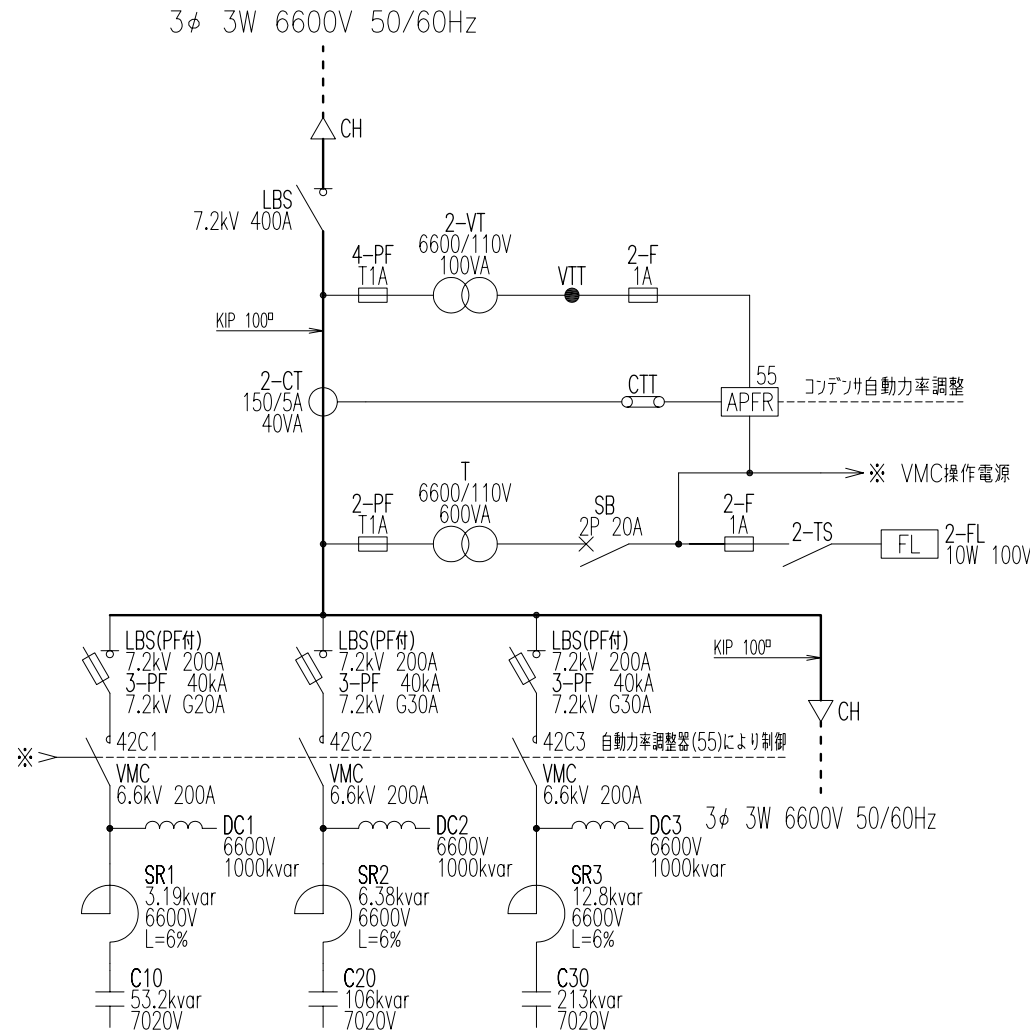 3φ 3W 6600V 50/60Hz
CH
LBS
7.2kV 400A
4-PF
T1A
2-VT
6600/110V
100VA
VTT
2-F
1A
KIP 100°
2-CT
150/5A
40VA
CTT
55
APFR
コンデンサ自動力率調整
※ VMC操作電源
2-PF
T1A
T
6600/110V
600VA
SB
2P 20A
2-F
1A
2-TS
FL
2-FL
10W 100V
LBS(PF付)
7.2kV 200A
3-PF 40kA
7.2kV G20A
LBS(PF付)
7.2kV 200A
3-PF 40kA
7.2kV G30A
LBS(PF付)
7.2kV 200A
3-PF 40kA
7.2kV G30A
KIP 100°
CH
※
42C1
42C2
42C3 自動力率調整器(55)により制御
VMC
6.6kV 200A
VMC
6.6kV 200A
VMC
6.6kV 200A
3φ 3W 6600V 50/60Hz
DC1
6600V
1000kvar
DC2
6600V
1000kvar
DC3
6600V
1000kvar
SR1
3.19kvar
6600V
L=6%
SR2
6.38kvar
6600V
L=6%
SR3
12.8kvar
6600V
L=6%
C10
53.2kvar
7020V
C20
106kvar
7020V
C30
213kvar
7020V